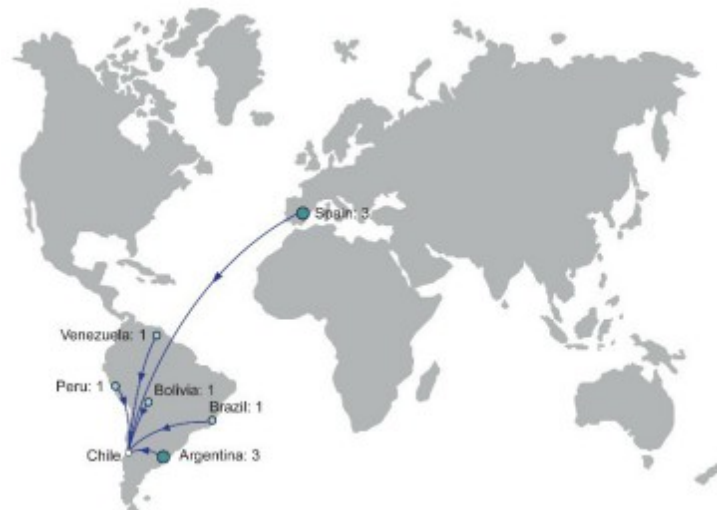 Spain: 3
Venezuela: 1
Peru: 1
Bolivia: 1
Brazil: 1
Chile
Argentina: 3